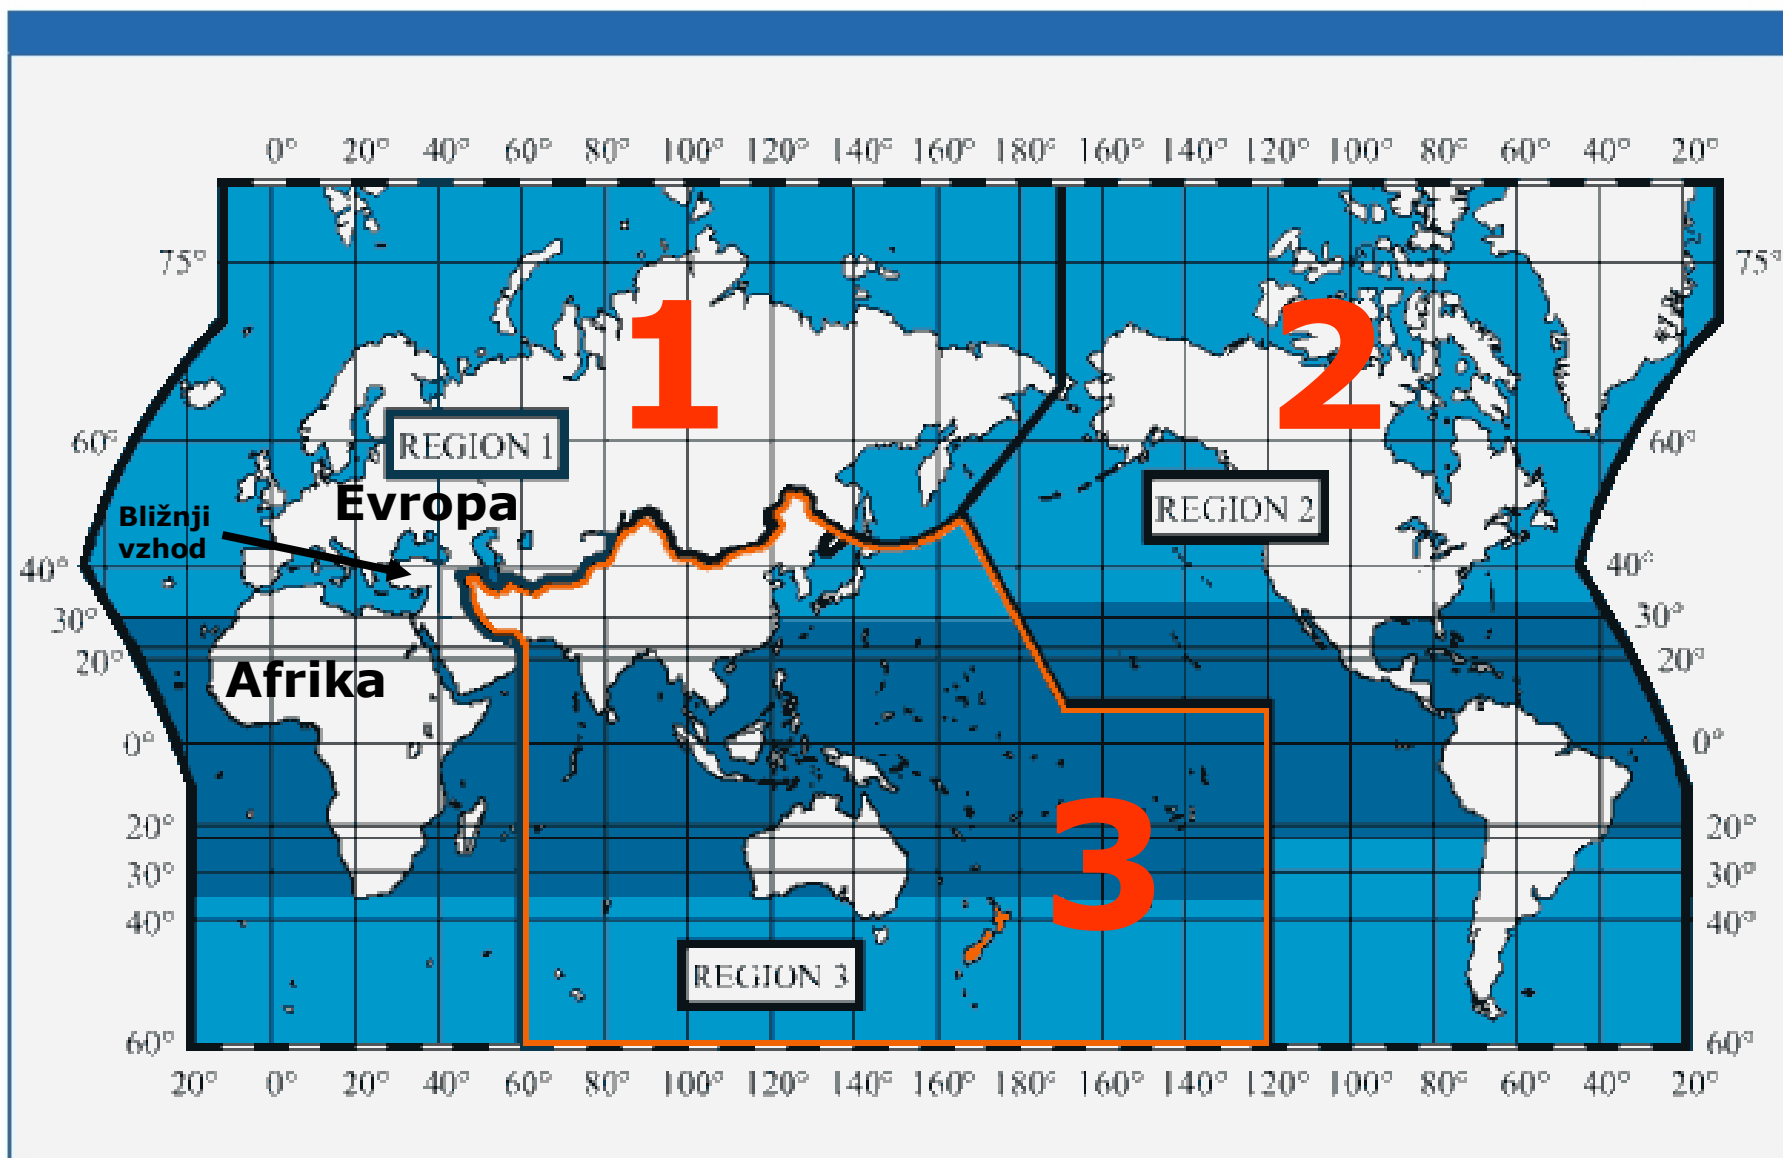 0° 20° 40° 60° 80° 100° 120° 140° 160° 180° 160° 140° 120° 100° 80° 60° 40° 20°
75° 75°
1 2
60° REGION 1 60°
Evropa REGION 2
Bližnji
vzhod
40° 40°
30° 30°
20° 20°
Afrika
0° 0°
20° 3 20°
30° 30°
40° 40°
REGION 3
60° 60°
20° 0° 20° 40° 60° 80° 100° 120° 140° 160° 180° 160° 140° 120° 100° 80° 60° 40° 20°